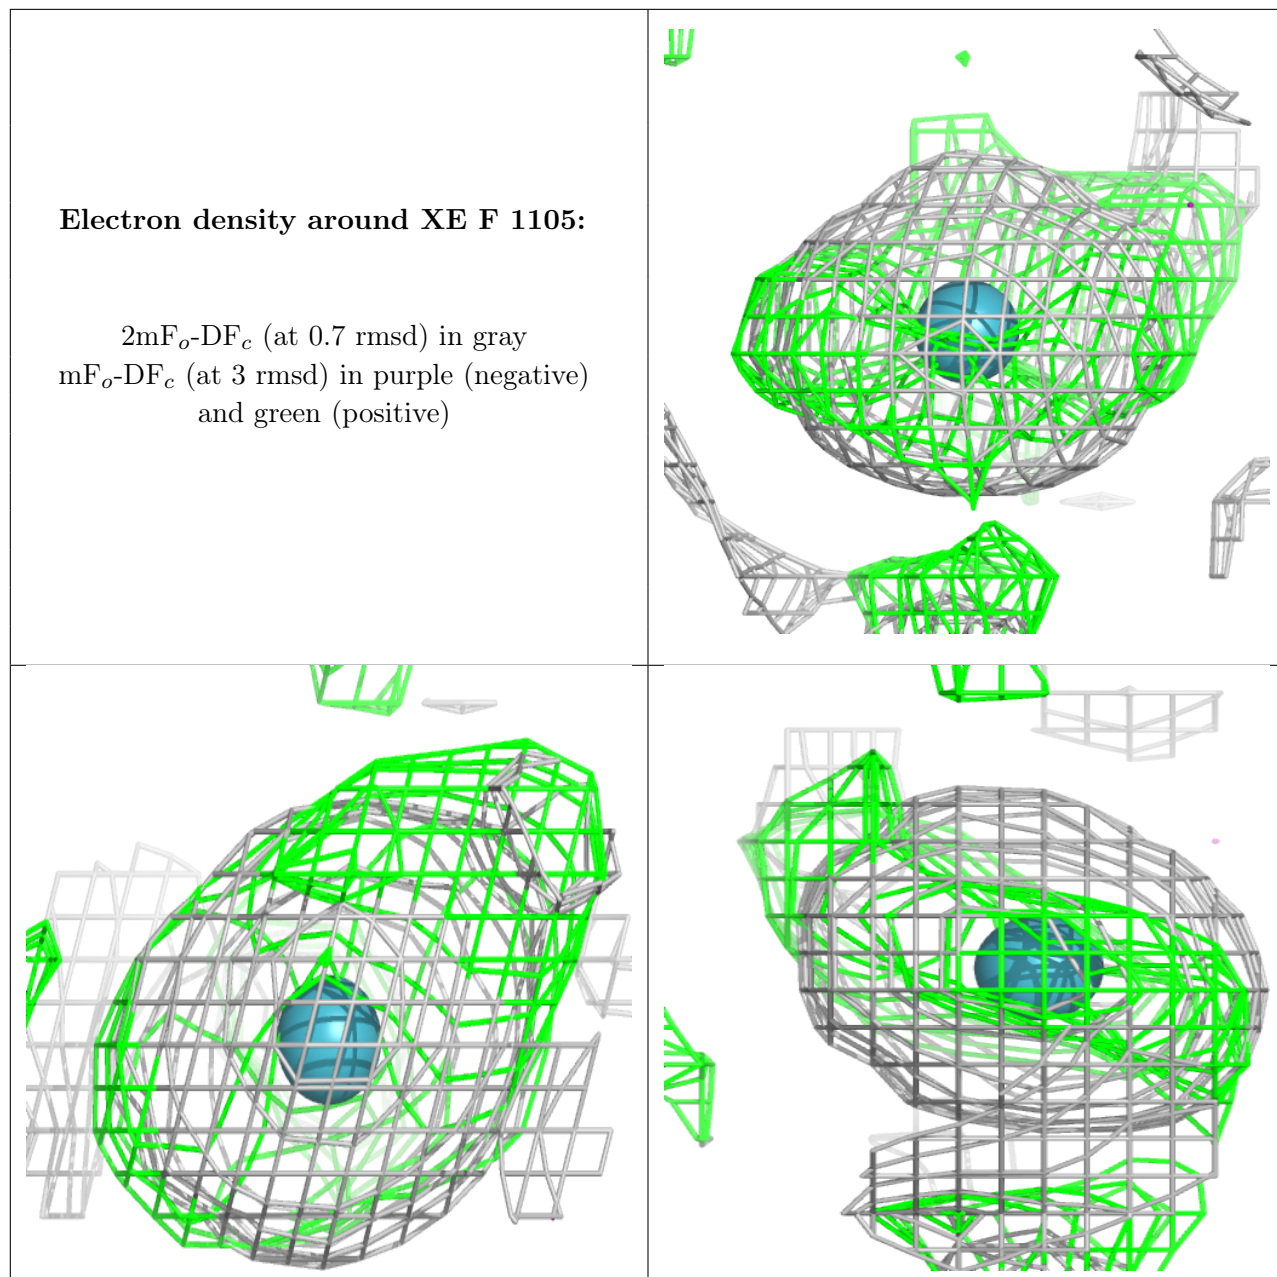 Electron density around XE F 1105:
2mFo-DFc (at 0.7 rmsd) in gray
mFo-DFc (at 3 rmsd) in purple (negative)
and green (positive)